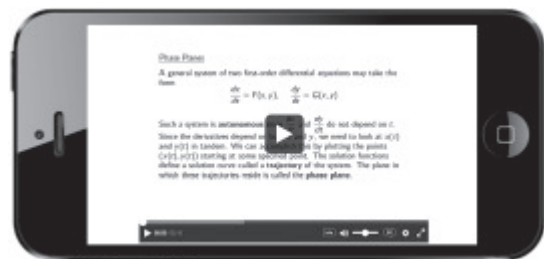 Phase Planes
A general system of two first-order differential equations may take the
form
dx/dt = F(x, y), dy/dt = G(x, y)
Such a system is autonomous and dy/dt do not depend on t.
Since the derivatives depend y, we need to look at x(t)
and y(t) in tandem. We can by plotting the points
(x(t), y(t)) starting at some specified point. The solution functions
define a solution curve called a trajectory of the system. The plane in
which these trajectories reside is called the phase plane.